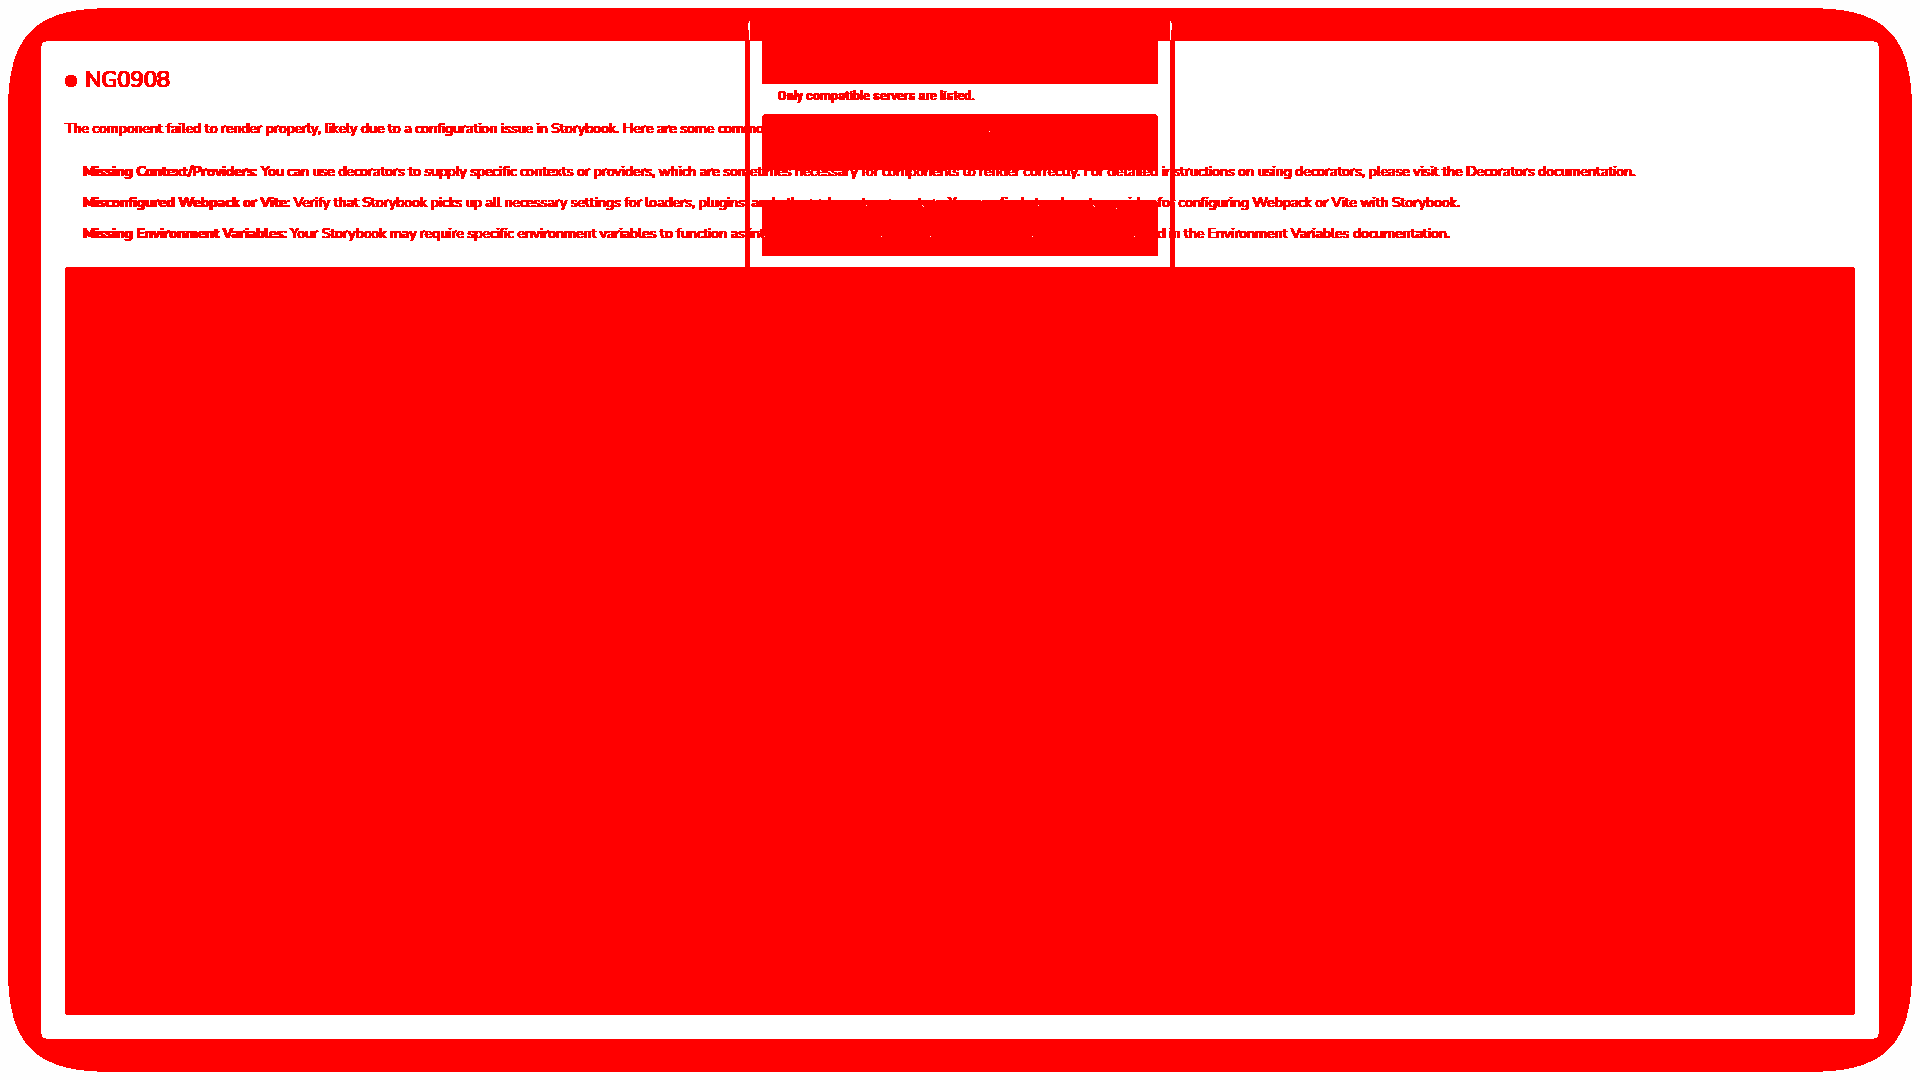 NG0908
Only compatible servers are listed.
The component failed to render properly, likely due to a configuration issue in Storybook. Here are some
Missing Context/Providers: You can use decorators to supply specific contexts or providers, which are sometimes necessary for components to render correctly. For detailed instructions on using decorators, please visit the Decorators documentation.
Misconfigured Webpack or Vite: Verify that Storybook picks up all necessary settings for loaders, plugins for configuring Webpack or Vite with Storybook.
Missing Environment Variables: Your Storybook may require specific environment variables to function as in the Environment Variables documentation.